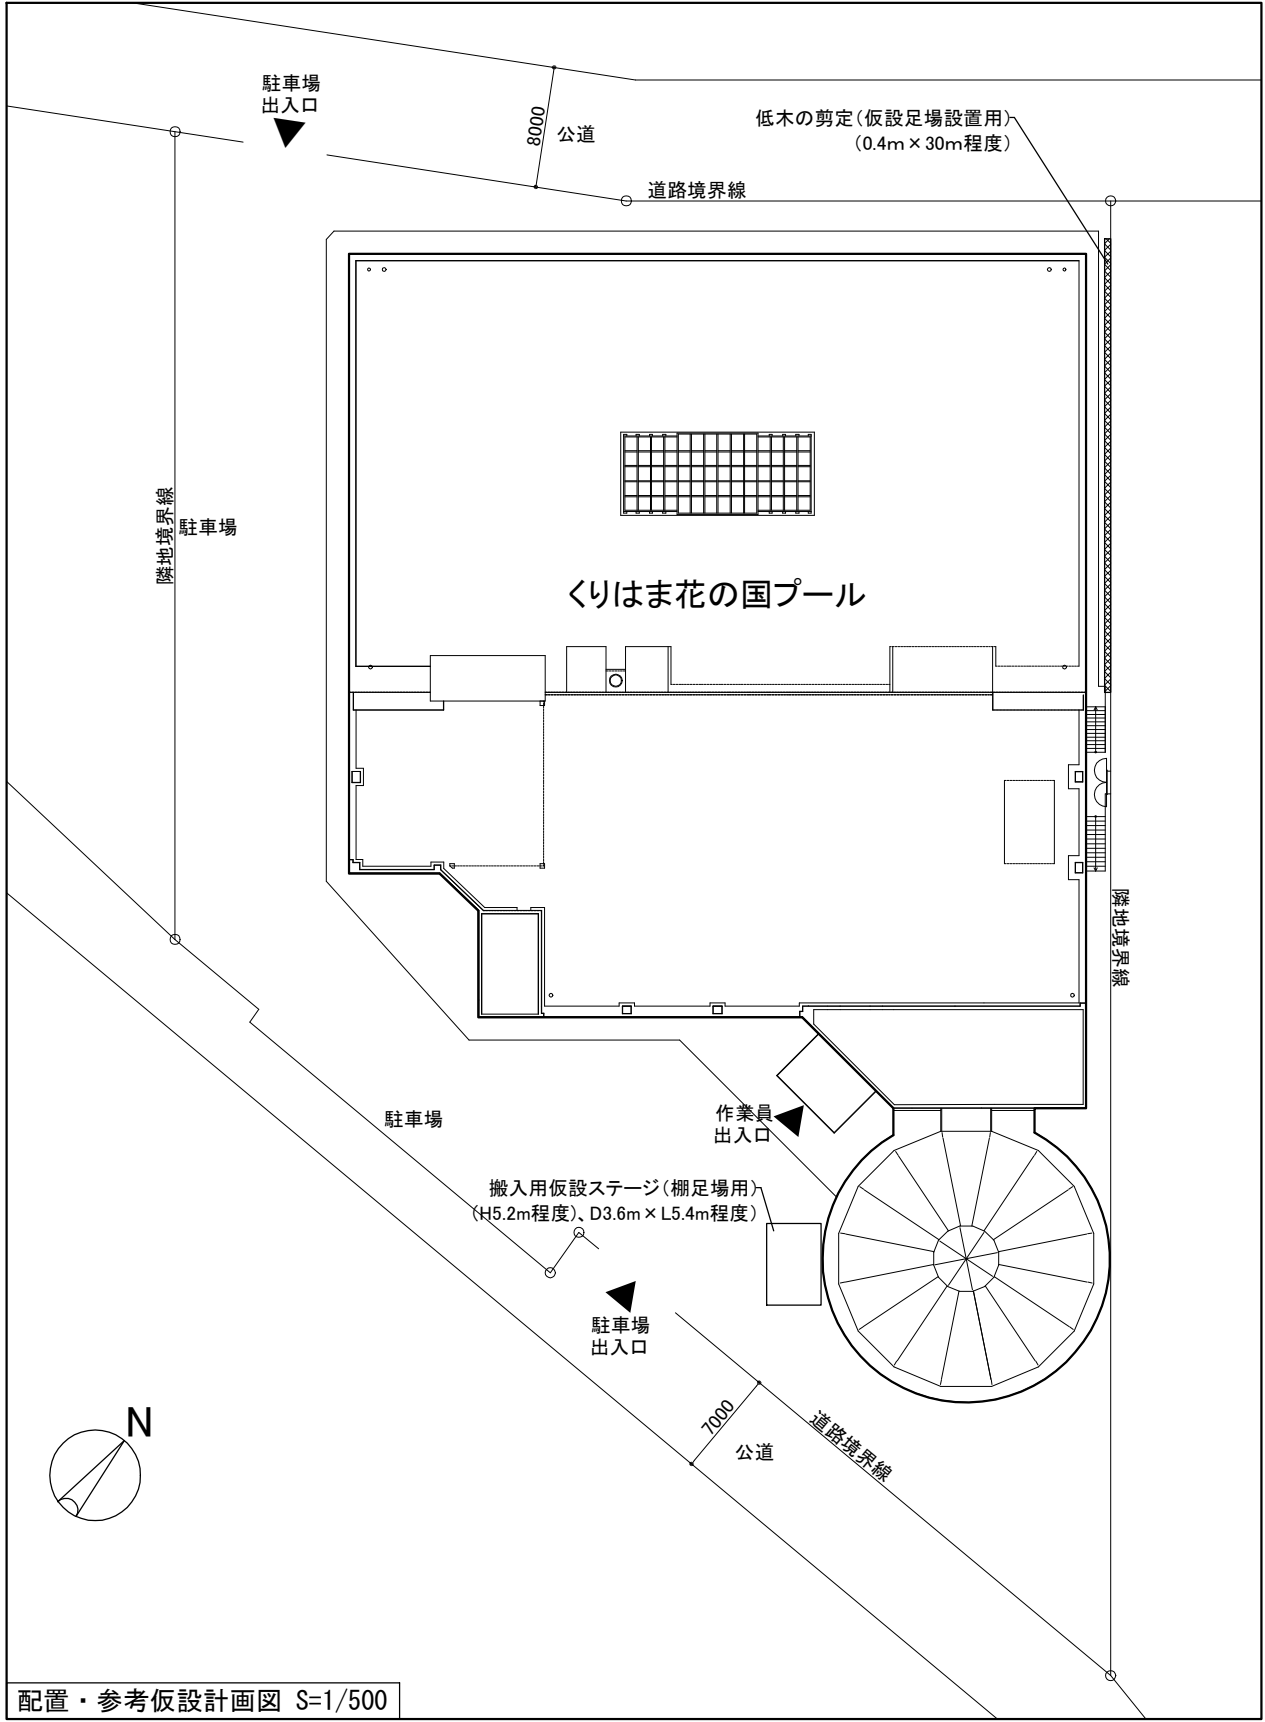 駐車場
出入口
8000
公道
低木の剪定(仮設足場設置用)
(0.4m×30m程度)
道路境界線
隣地境界線
駐車場
くりはま花の国プール
隣地境界線
駐車場
作業員
出入口
搬入用仮設ステージ(棚足場用)
(H5.2m程度)、D3.6m×L5.4m程度)
駐車場
出入口
7000
公道
道路境界線
N
配置・参考仮設計画図 S=1/500